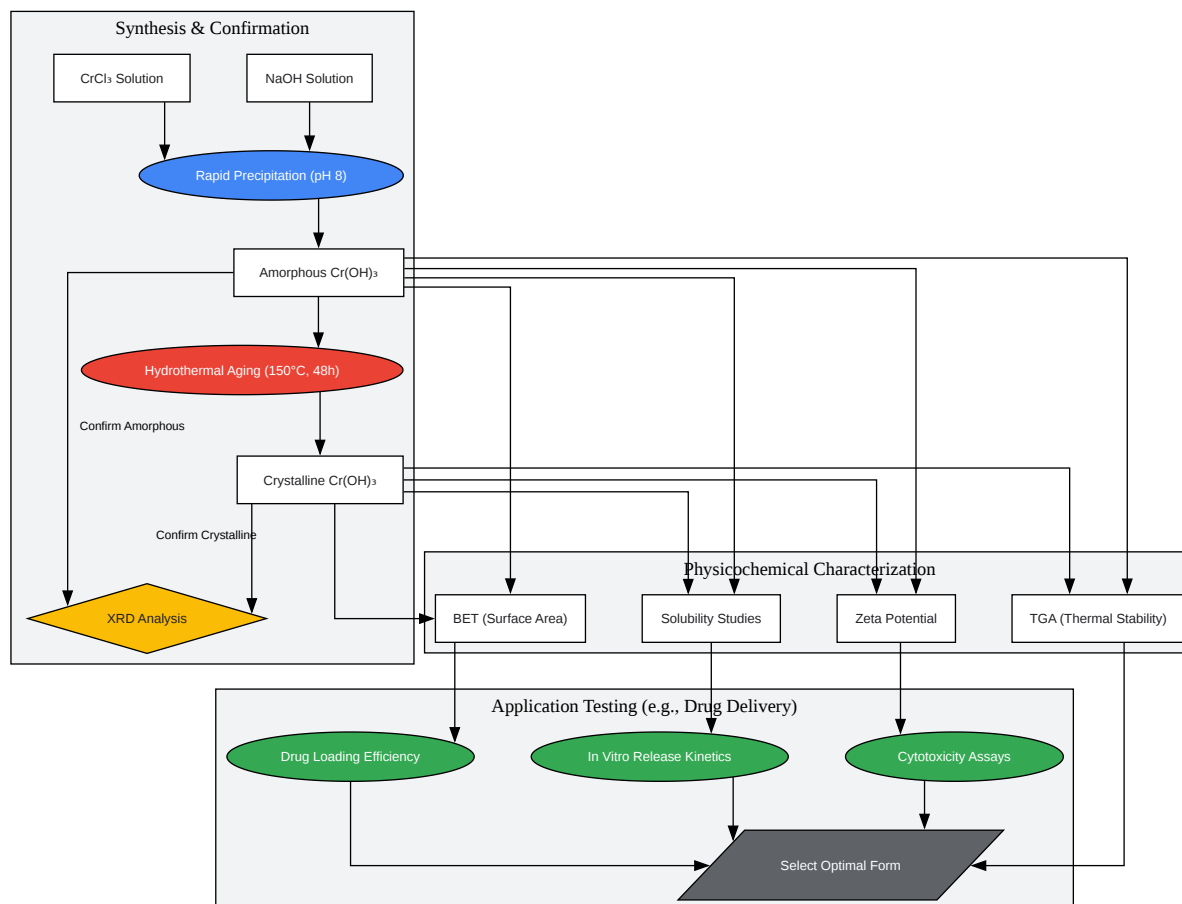 Synthesis & Confirmation
CrCl₃ Solution
NaOH Solution
Rapid Precipitation (pH 8)
Amorphous Cr(OH)₃
Hydrothermal Aging (150°C, 48h)
Confirm Amorphous
Crystalline Cr(OH)₃
Confirm Crystalline
XRD Analysis
Physicochemical Characterization
BET (Surface Area)
Solubility Studies
Zeta Potential
TGA (Thermal Stability)
Application Testing (e.g., Drug Delivery)
Drug Loading Efficiency
In Vitro Release Kinetics
Cytotoxicity Assays
Select Optimal Form